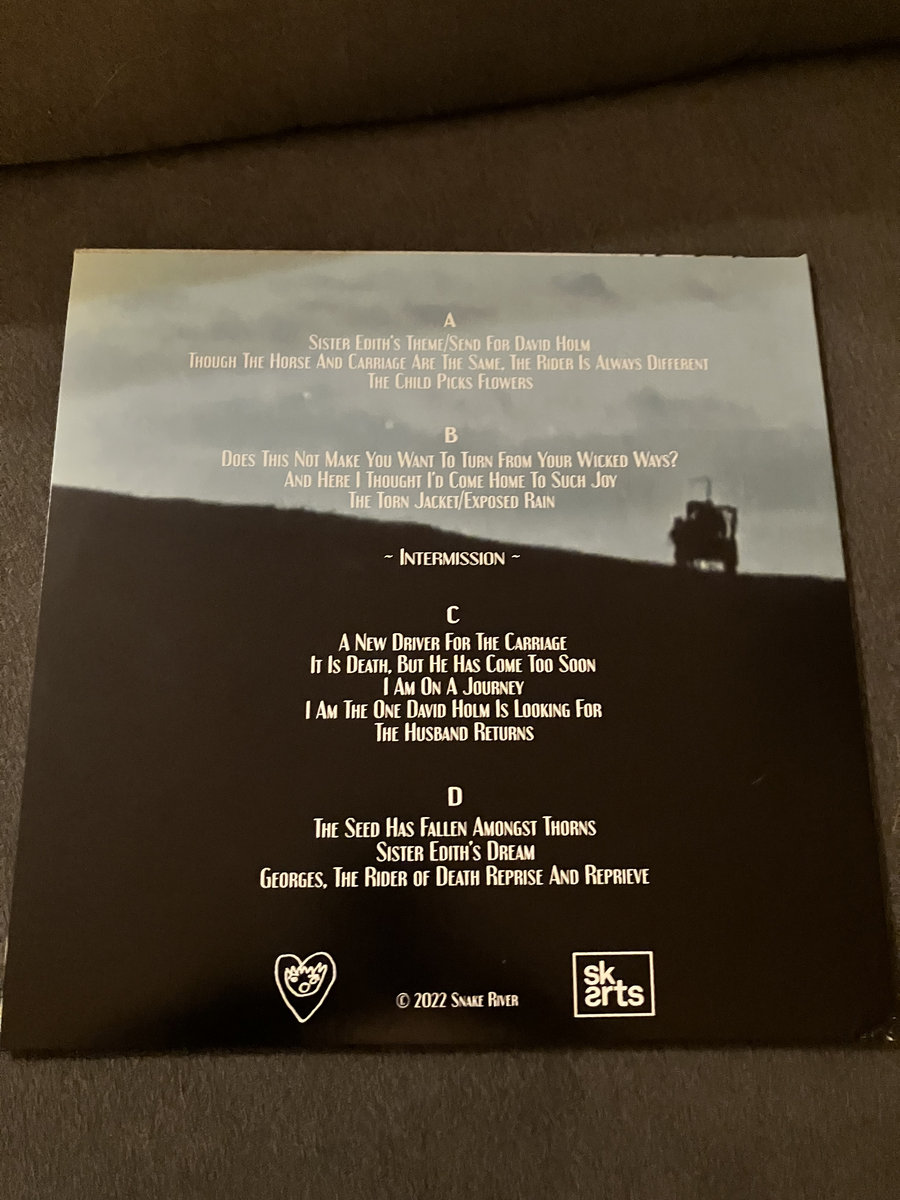 A
Sister Edith's Theme/Send For David Holm
Though The Horse And Carriage Are The Same, The Rider Is Always Different
The Child Picks Flowers
B
Does This Not Make You Want To Turn From Your Wicked Ways?
And Here I Thought I'd Come Home To Such Joy
The Torn Jacket/Exposed Rain
~ Intermission ~
C
A New Driver For The Carriage
It Is Death, But He Has Come Too Soon
I Am On A Journey
I Am The One David Holm Is Looking For
The Husband Returns
D
The Seed Has Fallen Amongst Thorns
Sister Edith's Dream
Georges, The Rider of Death Reprise And Reprieve
© 2022 Snake River
sk
arts